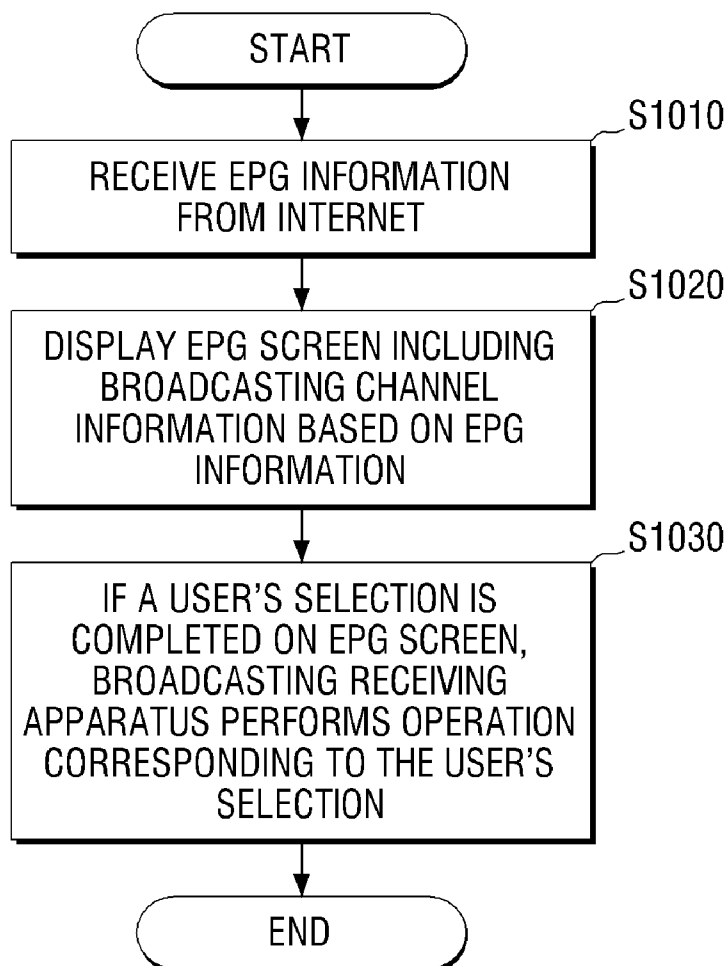 START
S1010
RECEIVE EPG INFORMATION
FROM INTERNET
S1020
DISPLAY EPG SCREEN INCLUDING
BROADCASTING CHANNEL
INFORMATION BASED ON EPG
INFORMATION
S1030
IF A USER'S SELECTION IS
COMPLETED ON EPG SCREEN,
BROADCASTING RECEIVING
APPARATUS PERFORMS OPERATION
CORRESPONDING TO THE USER'S
SELECTION
END